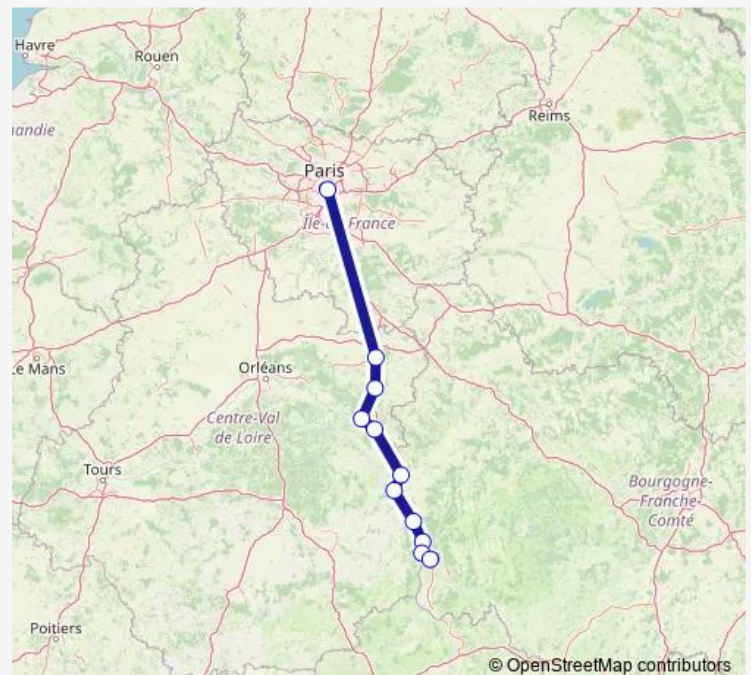 Havre
Rouen
Reims
andie
Paris
Île-de-France
Le Mans
Orléans
Centre-Val
de Loire
Tours
Bourgogne-
Franche-
Comté
Poitiers
© OpenStreetMap contributors